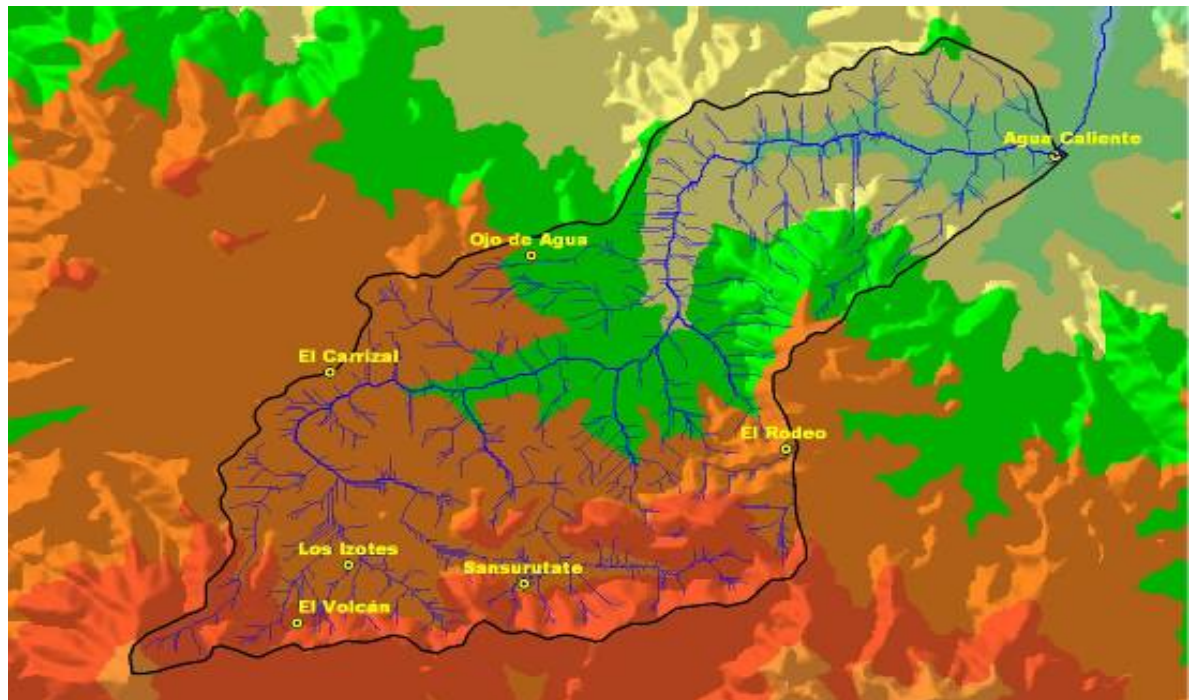 Agua Caliente
Ojo de Agua
El Carrizal
El Rodeo
Los Izotes
Sansurutate
El Volcán